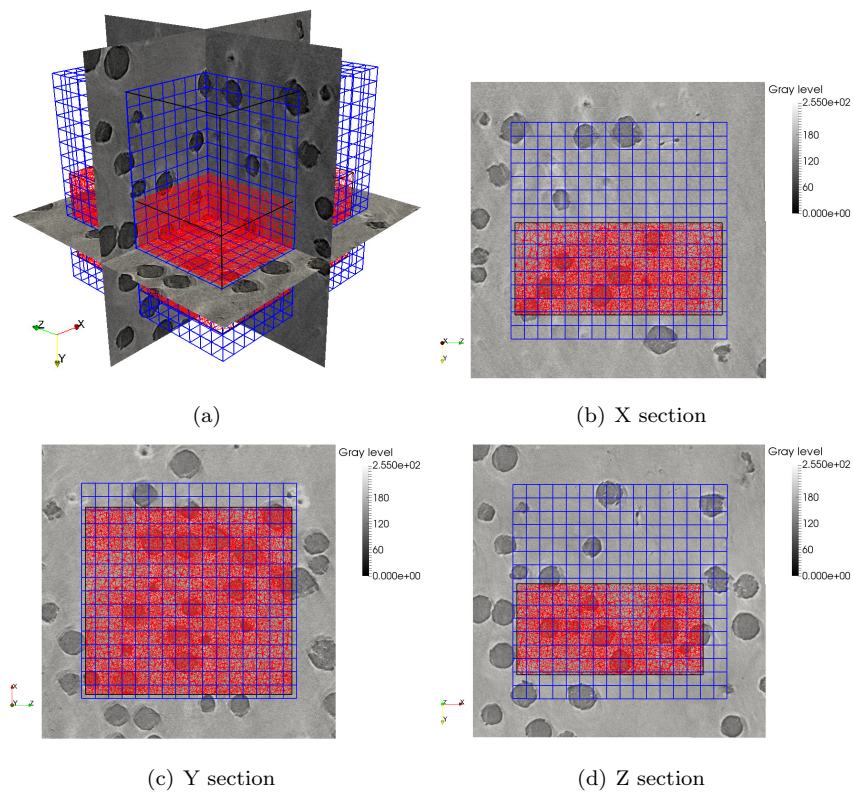 Z X
Y
(a)
Gray level
2.550e+02
180
120
60
0.000e+00
X Z
Y
(b) X section
Gray level
2.550e+02
180
120
60
0.000e+00
X
Y Z
(c) Y section
Gray level
2.550e+02
180
120
60
0.000e+00
Z X
Y
(d) Z section